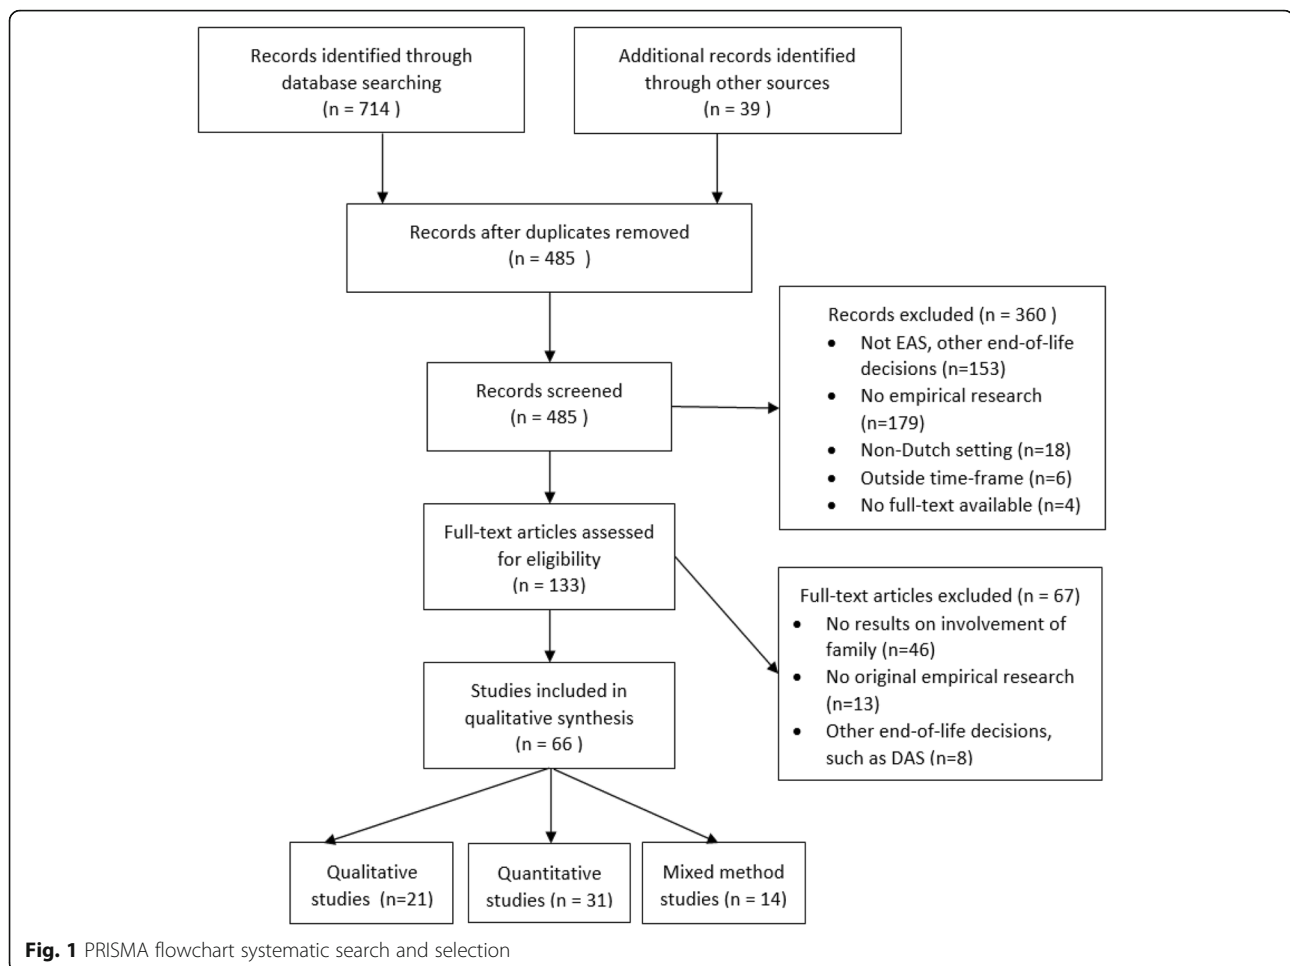 Records identified through
database searching
(n = 714 )
Additional records identified
through other sources
(n = 39 )
Records after duplicates removed
(n = 485 )
Records screened
(n = 485 )
Records excluded (n = 360 )
• Not EAS, other end-of-life
decisions (n=153)
• No empirical research
(n=179)
• Non-Dutch setting (n=18)
• Outside time-frame (n=6)
• No full-text available (n=4)
Full-text articles assessed
for eligibility
(n = 133)
Full-text articles excluded (n = 67)
• No results on involvement of
family (n=46)
• No original empirical research
(n=13)
• Other end-of-life decisions,
such as DAS (n=8)
Studies included in
qualitative synthesis
(n = 66 )
Qualitative
studies (n=21)
Quantitative
studies (n = 31)
Mixed method
studies (n = 14)
Fig. 1 PRISMA flowchart systematic search and selection